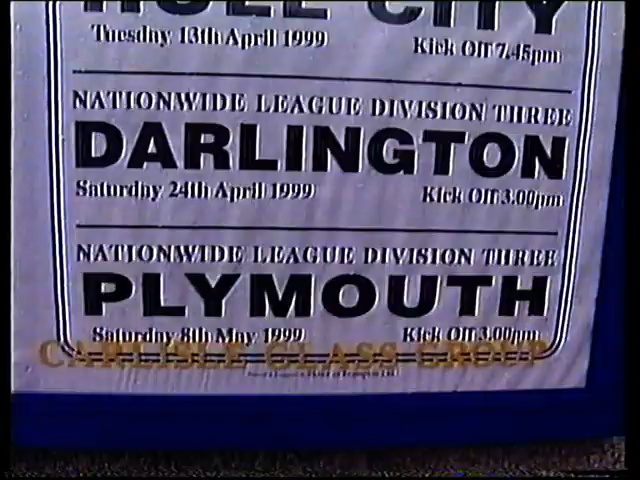 HULL CITY
Tuesday 13th April 1999 Kick Off 7.45pm
NATIONWIDE LEAGUE DIVISION THREE
DARLINGTON
Saturday 24th April 1999 Kick Off 3.00pm
NATIONWIDE LEAGUE DIVISION THREE
PLYMOUTH
Saturday 8th May 1999 Kick Off 3.00pm
CARLISLE GLASS GROUP